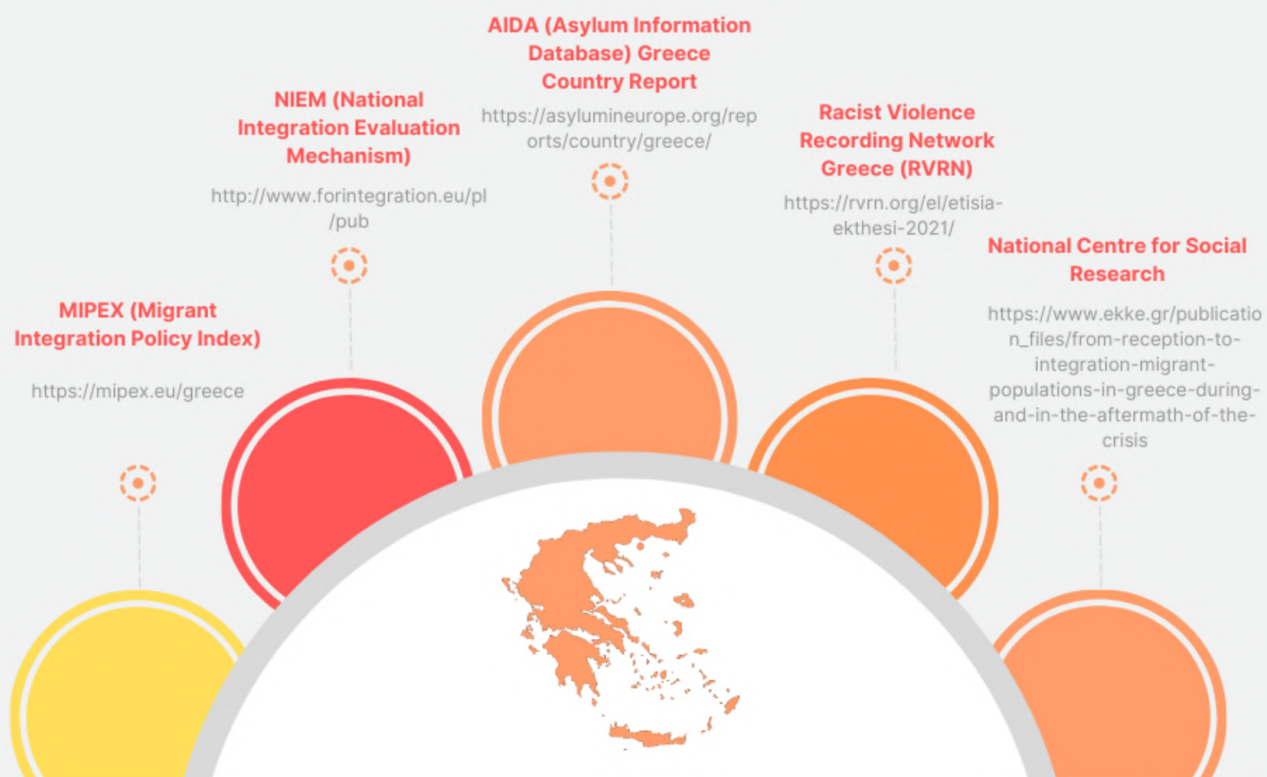 MIPEX (Migrant
Integration Policy Index)
https://mipex.eu/greece
NIEM (National
Integration Evaluation
Mechanism)
http://www.forintegration.eu/pl
/pub
AIDA (Asylum Information
Database) Greece
Country Report
https://asylumineurope.org/rep
orts/country/greece/
Racist Violence
Recording Network
Greece (RVRN)
https://rvrn.org/el/etisia-
ekthesi-2021/
National Centre for Social
Research
https://www.ekke.gr/publicatio
n_files/from-reception-to-
integration-migrant-
populations-in-greece-during-
and-in-the-aftermath-of-the-
crisis